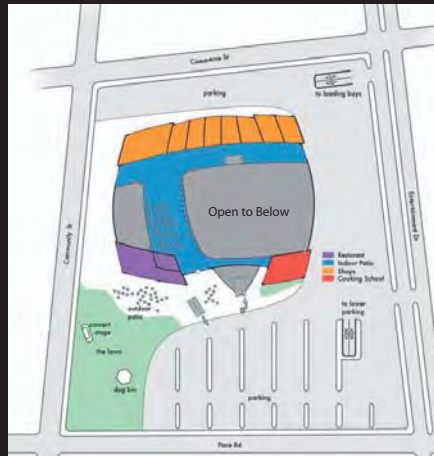 St
parking
to loading bays
Community St
Entertainment Dr
Open to Below
Restaurant
Indoor Patio
Shops
Cooking School
outdoor
patio
concert
stage
the lawn
to lower
parking
dog bin
parking
Pace Rd